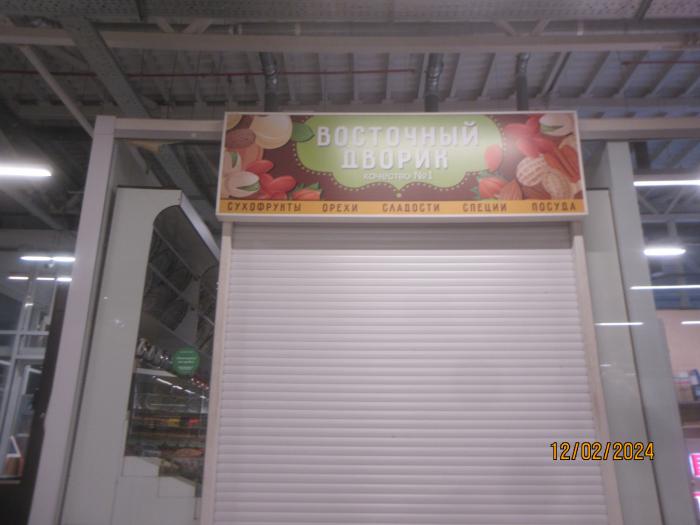 ВОСТОЧНЫЙ
ДВОРИК
качество №1
СУХОФРУКТЫ ОРЕХИ СЛАДОСТИ СПЕЦИИ ПОСУДА
12/02/2024